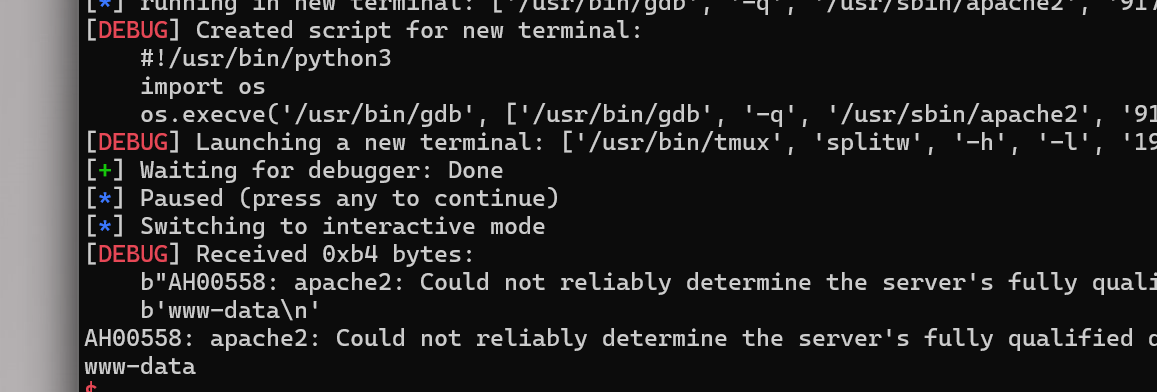 [*] running in new terminal: ['/usr/bin/gdb', '-q', '/usr/sbin/apache2', '917
[DEBUG] Created script for new terminal:
#!/usr/bin/python3
import os
os.execve('/usr/bin/gdb', ['/usr/bin/gdb', '-q', '/usr/sbin/apache2', '91
[DEBUG] Launching a new terminal: ['/usr/bin/tmux', 'splitw', '-h', '-l', '19
[+] Waiting for debugger: Done
[*] Paused (press any to continue)
[*] Switching to interactive mode
[DEBUG] Received 0xb4 bytes:
b"AH00558: apache2: Could not reliably determine the server's fully quali
b'www-data\n'
AH00558: apache2: Could not reliably determine the server's fully qualified
www-data
$